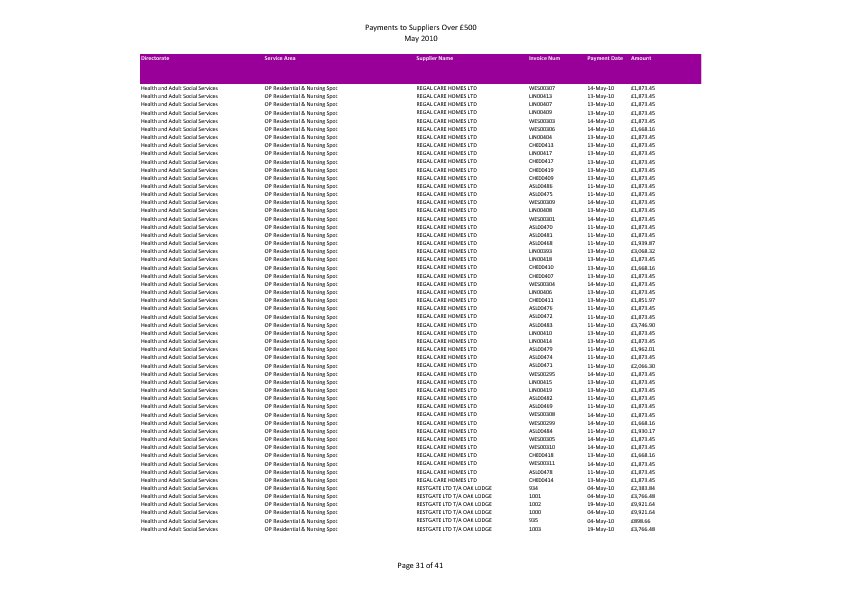 Payments to Suppliers Over £500
May 2010
Directorate Service Area Supplier Name Invoice Num Payment Date Amount
Health and Adult Social Services OP Residential & Nursing Spot REGAL CARE HOMES LTD WES00307 14-May-10 £1,873.45
Health and Adult Social Services OP Residential & Nursing Spot REGAL CARE HOMES LTD LIN00413 13-May-10 £1,873.45
Health and Adult Social Services OP Residential & Nursing Spot REGAL CARE HOMES LTD LIN00407 13-May-10 £1,873.45
Health and Adult Social Services OP Residential & Nursing Spot REGAL CARE HOMES LTD LIN00409 13-May-10 £1,873.45
Health and Adult Social Services OP Residential & Nursing Spot REGAL CARE HOMES LTD WES00303 14-May-10 £1,873.45
Health and Adult Social Services OP Residential & Nursing Spot REGAL CARE HOMES LTD WES00306 14-May-10 £1,668.16
Health and Adult Social Services OP Residential & Nursing Spot REGAL CARE HOMES LTD LIN00404 13-May-10 £1,873.45
Health and Adult Social Services OP Residential & Nursing Spot REGAL CARE HOMES LTD CHE00413 13-May-10 £1,873.45
Health and Adult Social Services OP Residential & Nursing Spot REGAL CARE HOMES LTD LIN00417 13-May-10 £1,873.45
Health and Adult Social Services OP Residential & Nursing Spot REGAL CARE HOMES LTD CHE00417 13-May-10 £1,873.45
Health and Adult Social Services OP Residential & Nursing Spot REGAL CARE HOMES LTD CHE00419 13-May-10 £1,873.45
Health and Adult Social Services OP Residential & Nursing Spot REGAL CARE HOMES LTD CHE00409 13-May-10 £1,873.45
Health and Adult Social Services OP Residential & Nursing Spot REGAL CARE HOMES LTD ASL00486 11-May-10 £1,873.45
Health and Adult Social Services OP Residential & Nursing Spot REGAL CARE HOMES LTD ASL00475 11-May-10 £1,873.45
Health and Adult Social Services OP Residential & Nursing Spot REGAL CARE HOMES LTD WES00309 14-May-10 £1,873.45
Health and Adult Social Services OP Residential & Nursing Spot REGAL CARE HOMES LTD LIN00408 13-May-10 £1,873.45
Health and Adult Social Services OP Residential & Nursing Spot REGAL CARE HOMES LTD WES00301 14-May-10 £1,873.45
Health and Adult Social Services OP Residential & Nursing Spot REGAL CARE HOMES LTD ASL00470 11-May-10 £1,873.45
Health and Adult Social Services OP Residential & Nursing Spot REGAL CARE HOMES LTD ASL00481 11-May-10 £1,873.45
Health and Adult Social Services OP Residential & Nursing Spot REGAL CARE HOMES LTD ASL00468 11-May-10 £1,939.87
Health and Adult Social Services OP Residential & Nursing Spot REGAL CARE HOMES LTD LIN00393 13-May-10 £3,068.32
Health and Adult Social Services OP Residential & Nursing Spot REGAL CARE HOMES LTD LIN00418 13-May-10 £1,873.45
Health and Adult Social Services OP Residential & Nursing Spot REGAL CARE HOMES LTD CHE00410 13-May-10 £1,668.16
Health and Adult Social Services OP Residential & Nursing Spot REGAL CARE HOMES LTD CHE00407 13-May-10 £1,873.45
Health and Adult Social Services OP Residential & Nursing Spot REGAL CARE HOMES LTD WES00304 14-May-10 £1,873.45
Health and Adult Social Services OP Residential & Nursing Spot REGAL CARE HOMES LTD LIN00406 13-May-10 £1,873.45
Health and Adult Social Services OP Residential & Nursing Spot REGAL CARE HOMES LTD CHE00411 13-May-10 £1,851.97
Health and Adult Social Services OP Residential & Nursing Spot REGAL CARE HOMES LTD ASL00476 11-May-10 £1,873.45
Health and Adult Social Services OP Residential & Nursing Spot REGAL CARE HOMES LTD ASL00472 11-May-10 £1,873.45
Health and Adult Social Services OP Residential & Nursing Spot REGAL CARE HOMES LTD ASL00483 11-May-10 £3,746.90
Health and Adult Social Services OP Residential & Nursing Spot REGAL CARE HOMES LTD LIN00410 13-May-10 £1,873.45
Health and Adult Social Services OP Residential & Nursing Spot REGAL CARE HOMES LTD LIN00414 13-May-10 £1,873.45
Health and Adult Social Services OP Residential & Nursing Spot REGAL CARE HOMES LTD ASL00479 11-May-10 £1,962.01
Health and Adult Social Services OP Residential & Nursing Spot REGAL CARE HOMES LTD ASL00474 11-May-10 £1,873.45
Health and Adult Social Services OP Residential & Nursing Spot REGAL CARE HOMES LTD ASL00471 11-May-10 £2,066.30
Health and Adult Social Services OP Residential & Nursing Spot REGAL CARE HOMES LTD WES00295 14-May-10 £1,873.45
Health and Adult Social Services OP Residential & Nursing Spot REGAL CARE HOMES LTD LIN00415 13-May-10 £1,873.45
Health and Adult Social Services OP Residential & Nursing Spot REGAL CARE HOMES LTD LIN00419 13-May-10 £1,873.45
Health and Adult Social Services OP Residential & Nursing Spot REGAL CARE HOMES LTD ASL00482 11-May-10 £1,873.45
Health and Adult Social Services OP Residential & Nursing Spot REGAL CARE HOMES LTD ASL00469 11-May-10 £1,873.45
Health and Adult Social Services OP Residential & Nursing Spot REGAL CARE HOMES LTD WES00308 14-May-10 £1,873.45
Health and Adult Social Services OP Residential & Nursing Spot REGAL CARE HOMES LTD WES00299 14-May-10 £1,668.16
Health and Adult Social Services OP Residential & Nursing Spot REGAL CARE HOMES LTD ASL00484 11-May-10 £1,930.17
Health and Adult Social Services OP Residential & Nursing Spot REGAL CARE HOMES LTD WES00305 14-May-10 £1,873.45
Health and Adult Social Services OP Residential & Nursing Spot REGAL CARE HOMES LTD WES00310 14-May-10 £1,873.45
Health and Adult Social Services OP Residential & Nursing Spot REGAL CARE HOMES LTD CHE00418 13-May-10 £1,668.16
Health and Adult Social Services OP Residential & Nursing Spot REGAL CARE HOMES LTD WES00311 14-May-10 £1,873.45
Health and Adult Social Services OP Residential & Nursing Spot REGAL CARE HOMES LTD ASL00478 11-May-10 £1,873.45
Health and Adult Social Services OP Residential & Nursing Spot REGAL CARE HOMES LTD CHE00414 13-May-10 £1,873.45
Health and Adult Social Services OP Residential & Nursing Spot RESTGATE LTD T/A OAK LODGE 934 04-May-10 £2,383.84
Health and Adult Social Services OP Residential & Nursing Spot RESTGATE LTD T/A OAK LODGE 1001 04-May-10 £3,766.48
Health and Adult Social Services OP Residential & Nursing Spot RESTGATE LTD T/A OAK LODGE 1002 19-May-10 £9,921.64
Health and Adult Social Services OP Residential & Nursing Spot RESTGATE LTD T/A OAK LODGE 1000 04-May-10 £9,921.64
Health and Adult Social Services OP Residential & Nursing Spot RESTGATE LTD T/A OAK LODGE 935 04-May-10 £898.66
Health and Adult Social Services OP Residential & Nursing Spot RESTGATE LTD T/A OAK LODGE 1003 19-May-10 £3,766.48
Page 31 of 41